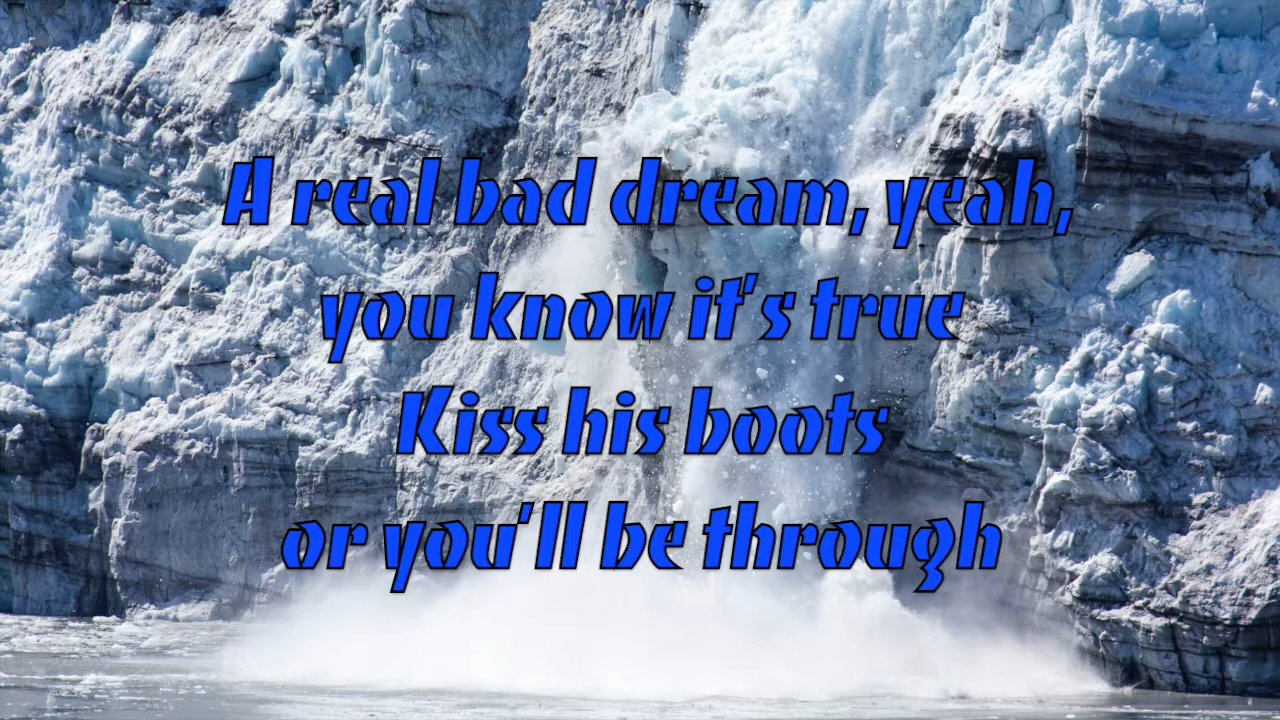 A real bad dream, yeah,
you know it's true
Kiss his boots
or you'll be through